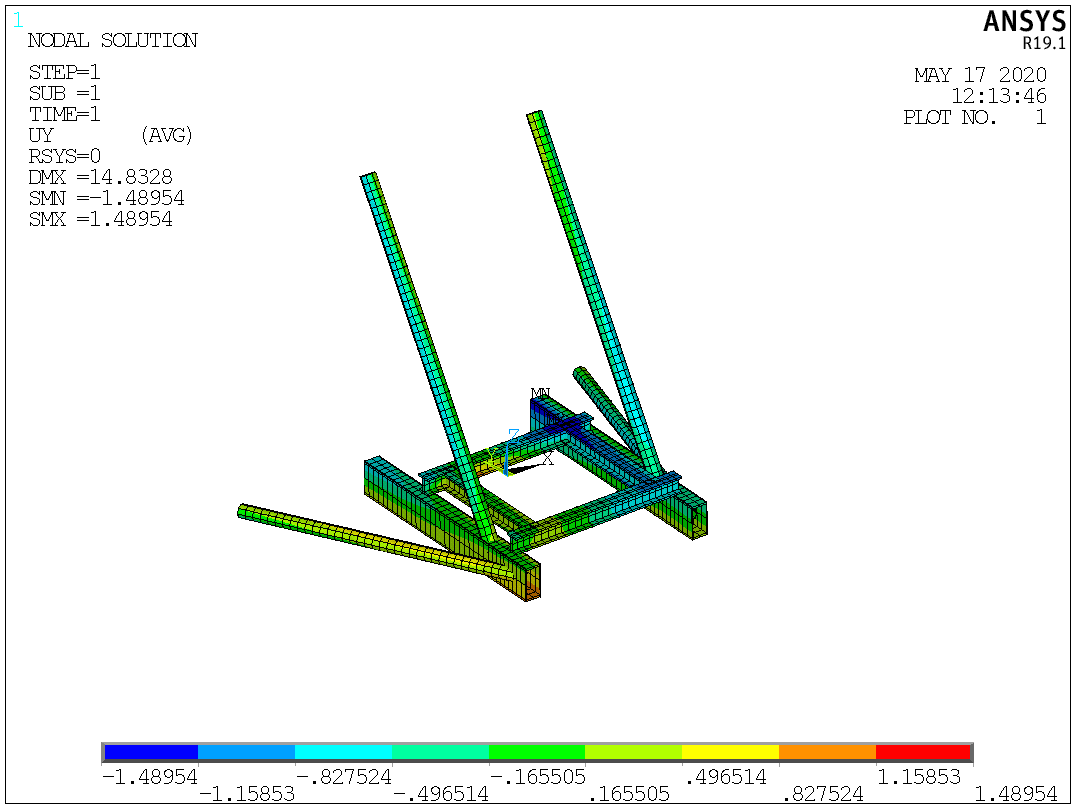 1
ANSYS
R19.1
NODAL SOLUTION
STEP=1
SUB =1
TIME=1
UY (AVG)
RSYS=0
DMX =14.8328
SMN =-1.48954
SMX =1.48954
MAY 17 2020
12:13:46
PLOT NO. 1
MN
Z
Y
X
-1.48954 -.827524 -.165505 .496514 1.15853
-1.15853 -.496514 .165505 .827524 1.48954